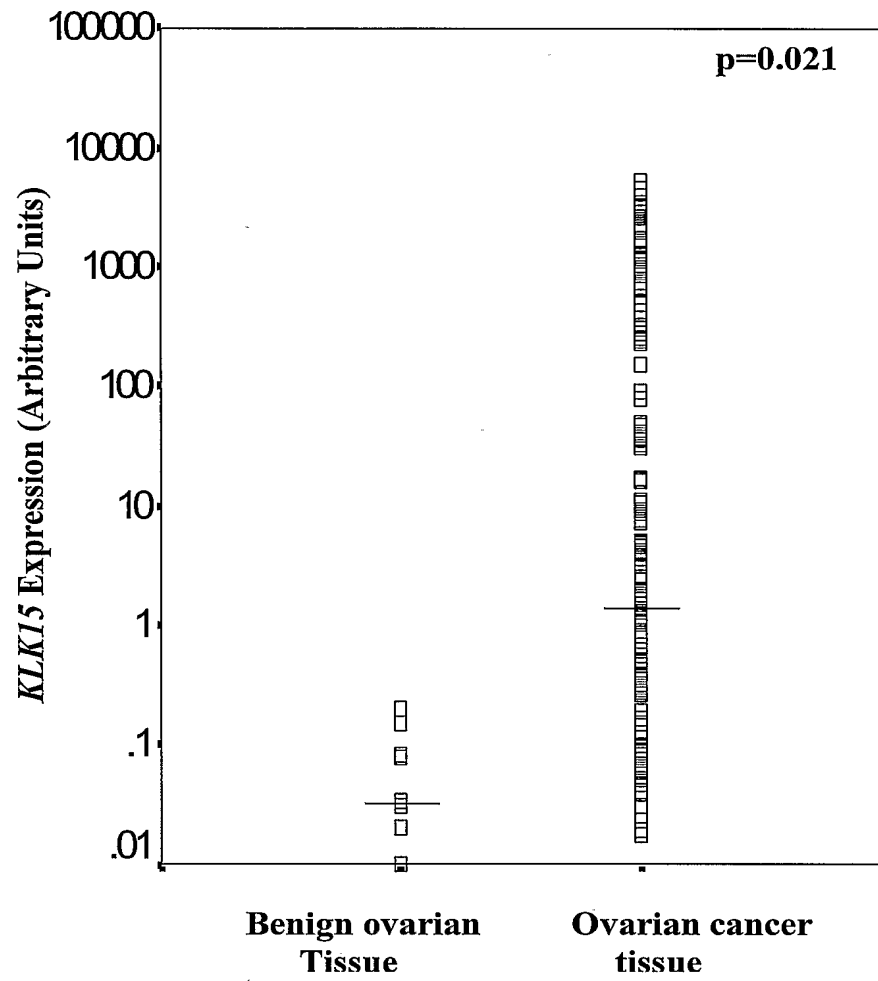 100000
p=0.021
10000
1000
100
10
1
.1
.01
KLK15 Expression (Arbitrary Units)
Benign ovarian
Tissue
Ovarian cancer
tissue